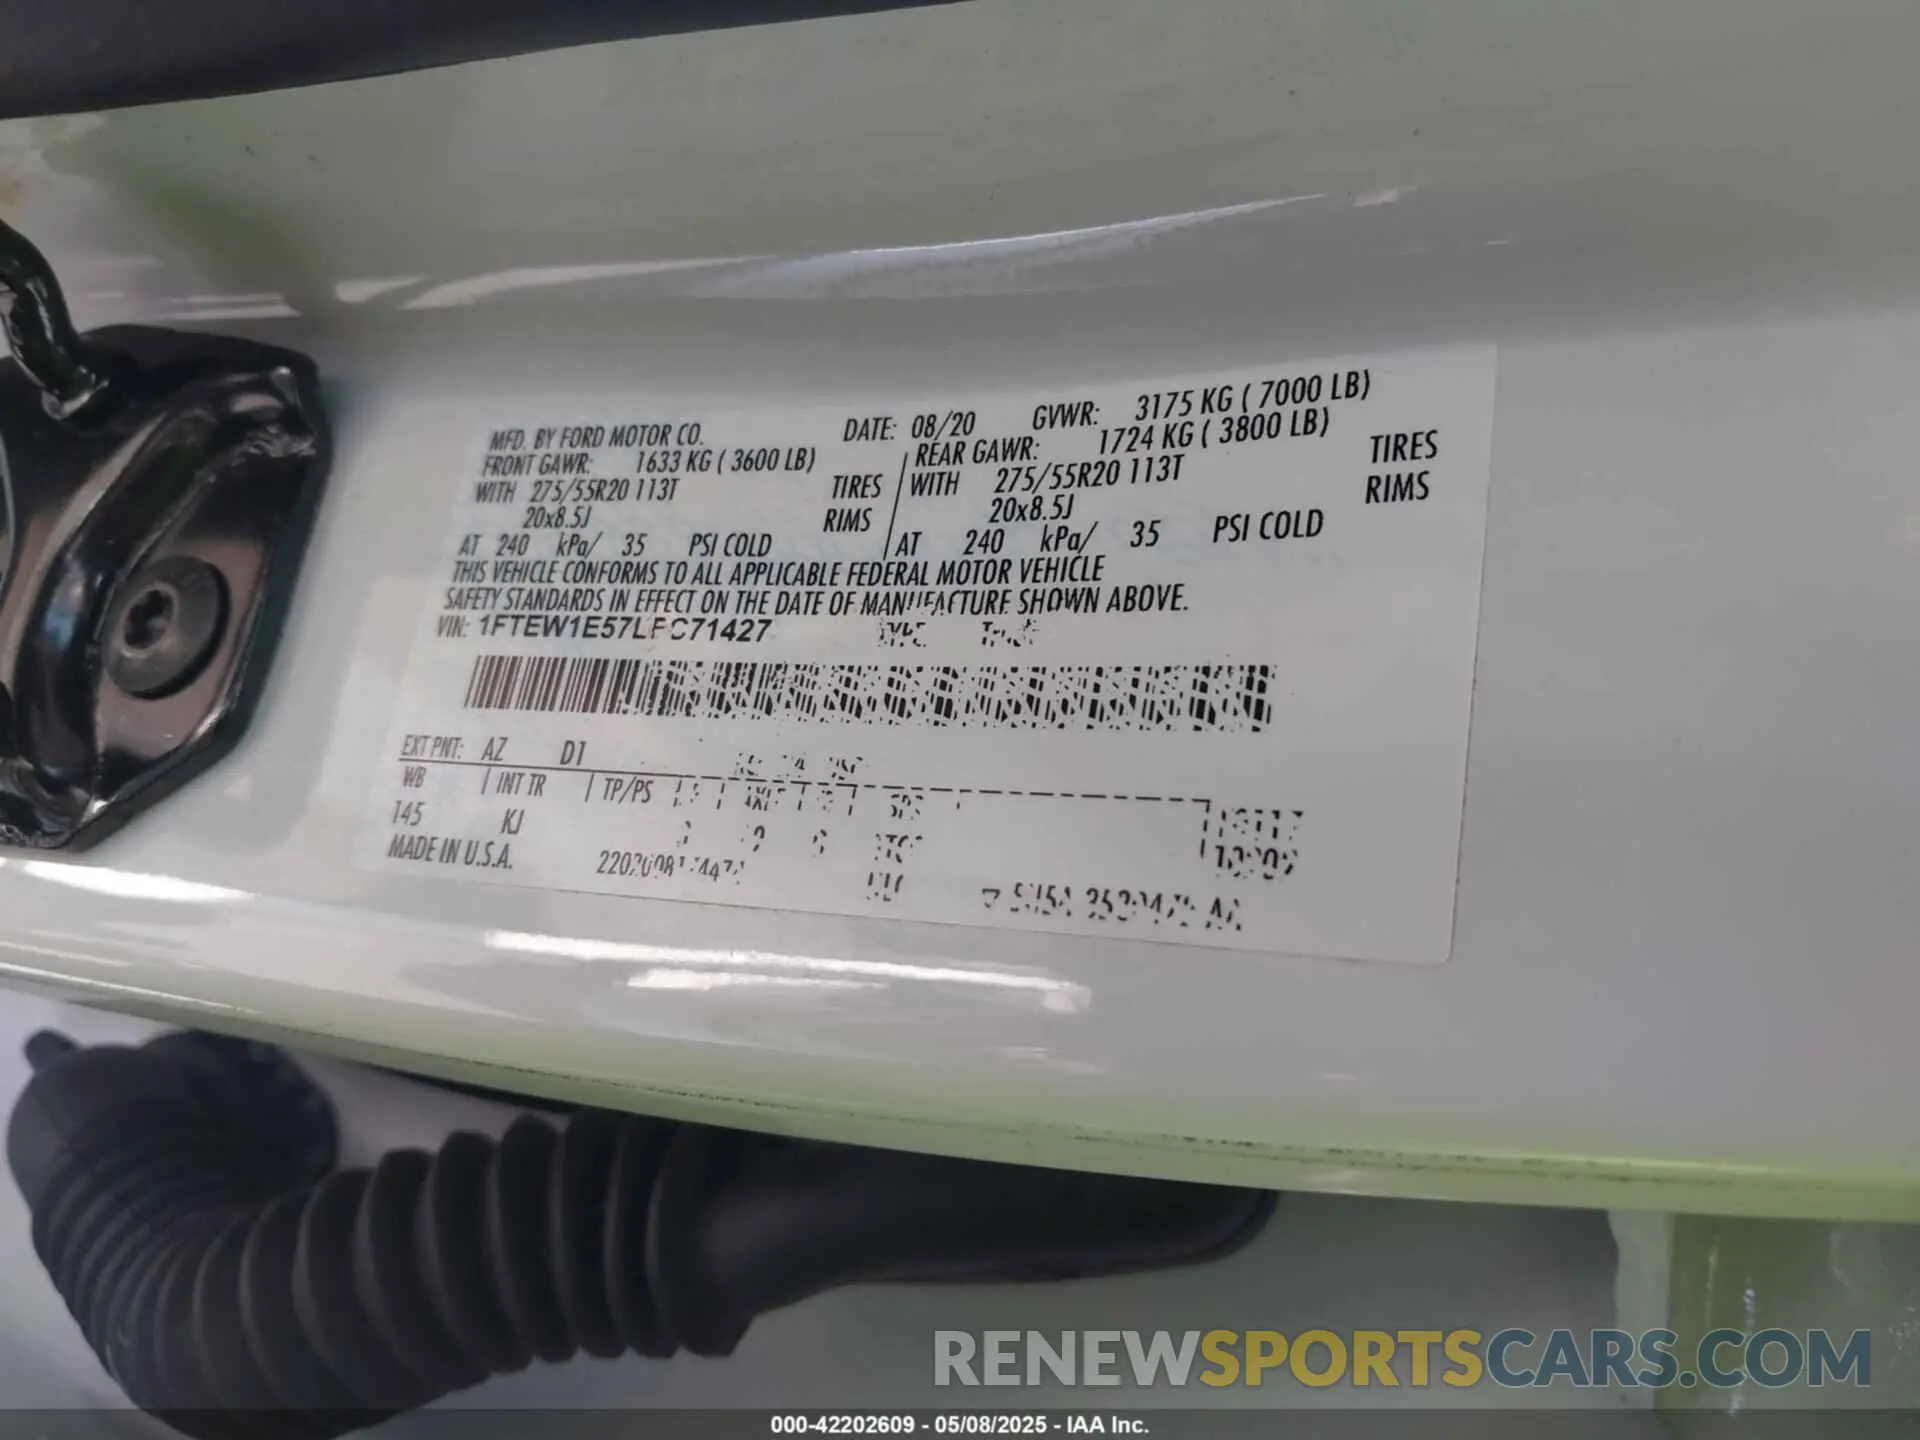 MFD. BY FORD MOTOR CO. DATE: 08/20 GVWR: 3175 KG ( 7000 LB)
FRONT GAWR: 1633 KG ( 3600 LB) REAR GAWR: 1724 KG ( 3800 LB)
WITH 275/55R20 113T TIRES WITH 275/55R20 113T TIRES
20x8.5J RIMS 20x8.5J RIMS
AT 240 kPa/ 35 PSI COLD AT 240 kPa/ 35 PSI COLD
THIS VEHICLE CONFORMS TO ALL APPLICABLE FEDERAL MOTOR VEHICLE
SAFETY STANDARDS IN EFFECT ON THE DATE OF MANUFACTURE SHOWN ABOVE.
VIN: TYPE
EXT PNT: AZ D1
WB INT TR TP/PS
145 KJ
MADE IN U.S.A.
RENEWSPORTSCARS.COM
000-42202609 - 05/08/2025 - IAA Inc.